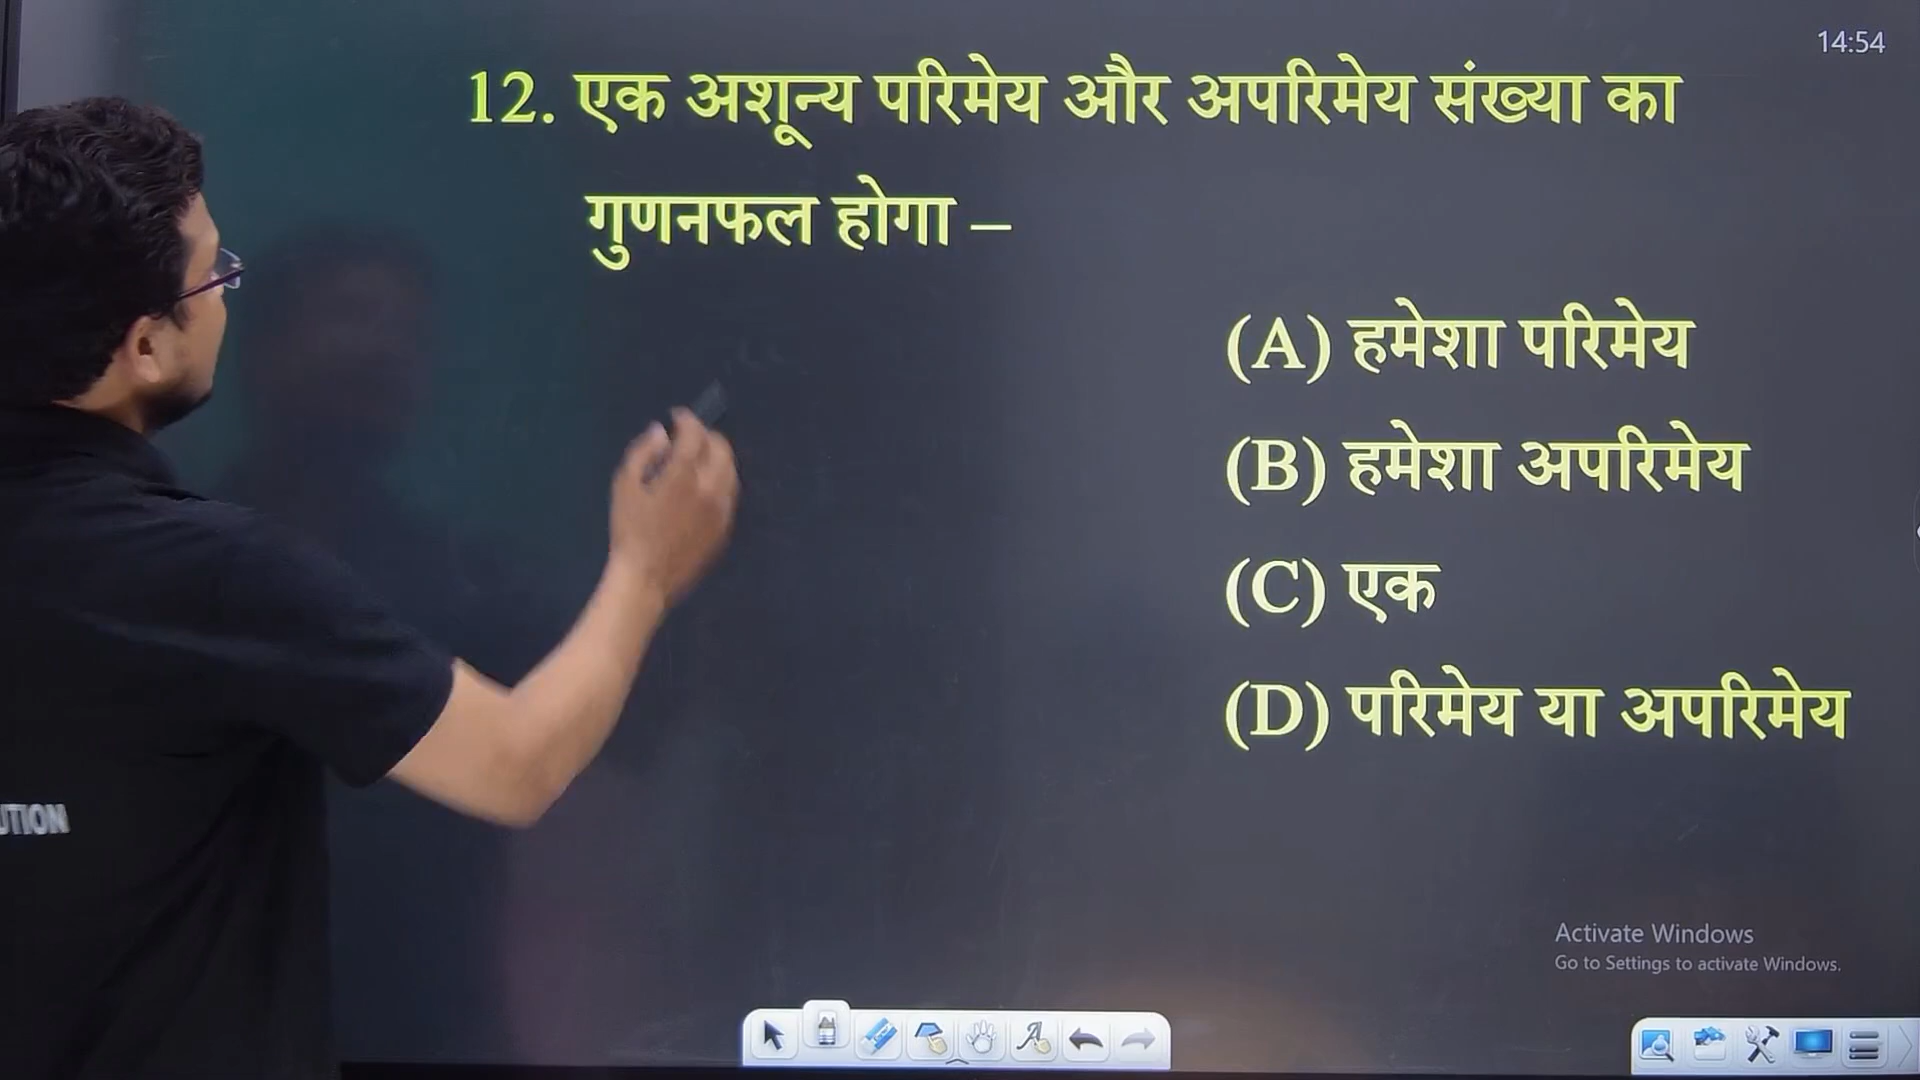 14:54
12. एक अशून्य परिमेय और अपरिमेय संख्या का
गुणनफल होगा –
(A) हमेशा परिमेय
(B) हमेशा अपरिमेय
(C) एक
(D) परिमेय या अपरिमेय
UTION
Activate Windows
Go to Settings to activate Windows.